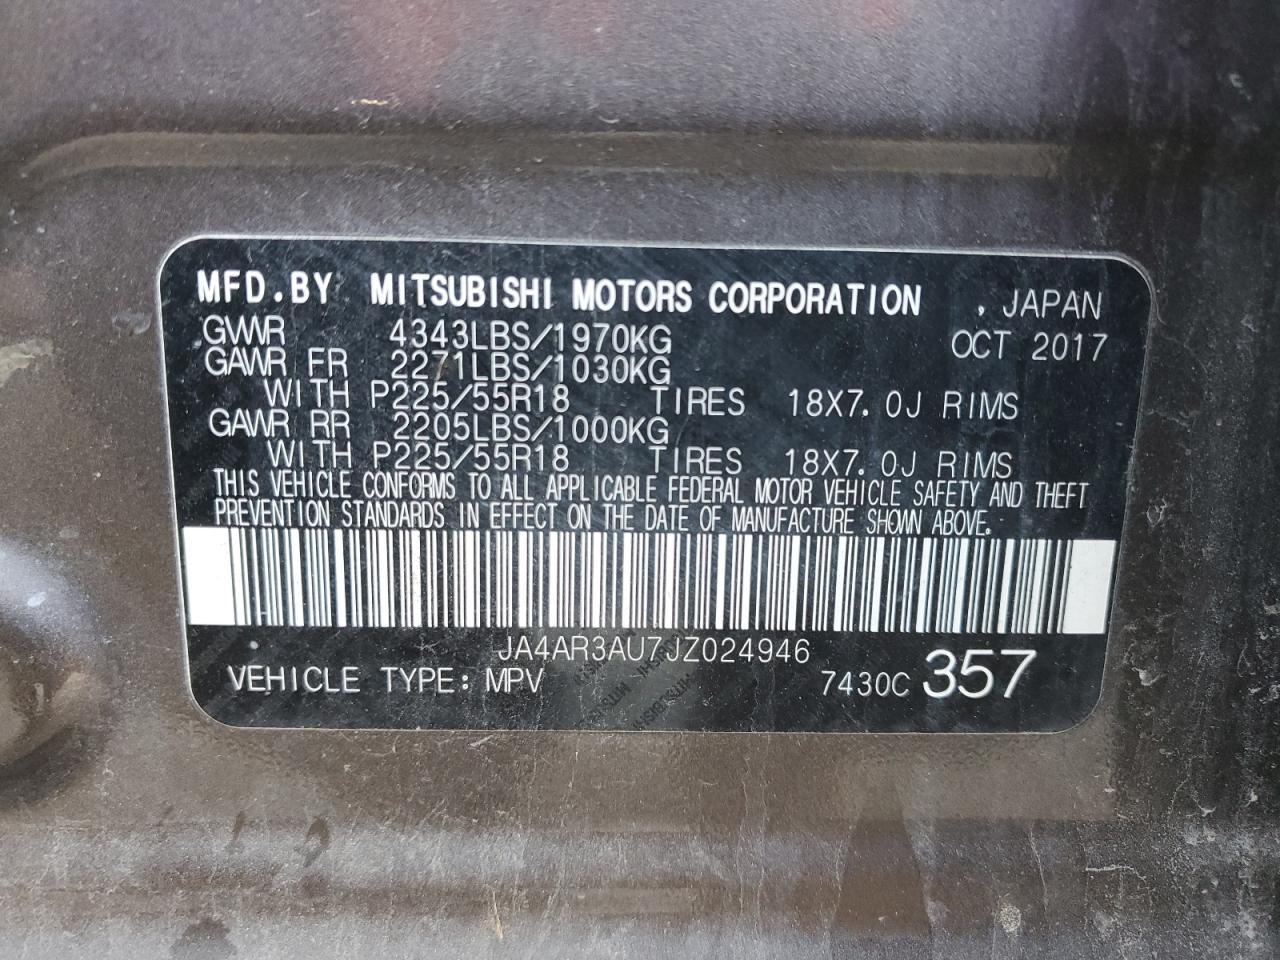 MFD.BY MITSUBISHI MOTORS CORPORATION , JAPAN
GVWR 4343LBS/1970KG OCT 2017
GAWR FR 2271LBS/1030KG
WITH P225/55R18 TIRES 18X7.0J RIMS
GAWR RR 2205LBS/1000KG
WITH P225/55R18 TIRES 18X7.0J RIMS
THIS VEHICLE CONFORMS TO ALL APPLICABLE FEDERAL MOTOR VEHICLE SAFETY AND THEFT
PREVENTION STANDARDS IN EFFECT ON THE DATE OF MANUFACTURE SHOWN ABOVE.
JA4AR3AU7JZ024946
VEHICLE TYPE: MPV 7430C 357